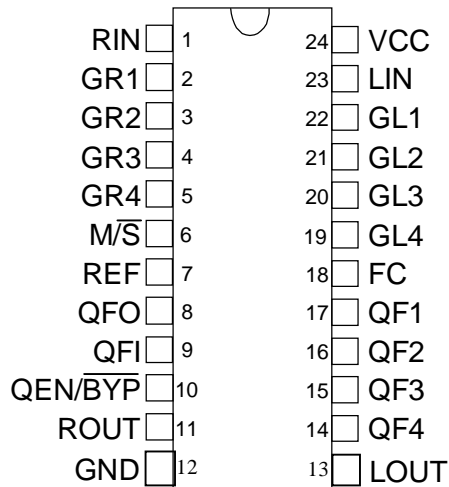 RIN 1 24 VCC
GR1 2 23 LIN
GR2 3 22 GL1
GR3 4 21 GL2
GR4 5 20 GL3
M/S̅ 6 19 GL4
REF 7 18 FC
QFO 8 17 QF1
QFI 9 16 QF2
QEN/B̅Y̅P̅ 10 15 QF3
ROUT 11 14 QF4
GND 12 13 LOUT